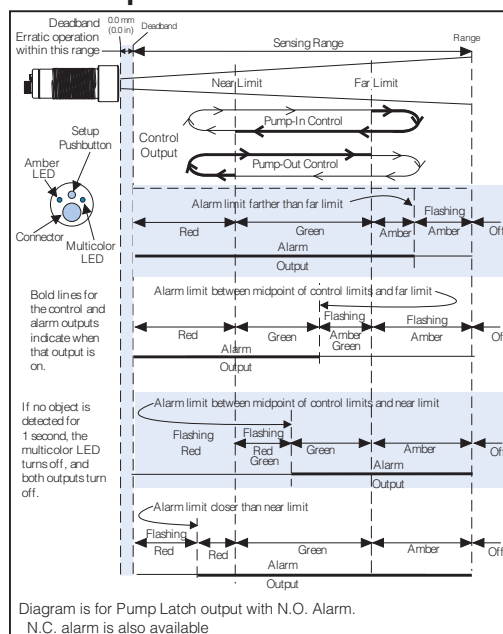 Deadband
Erratic operation
within this range
0.0 mm
(0.0 in)
Deadband
Sensing Range
Range
Near Limit
Far Limit
Setup
Pushbutton
Amber
LED
Connector
Multicolor
LED
Control
Output
Pump-In Control
Pump-Out Control
Alarm limit farther than far limit
Red
Green
Amber
Flashing
Amber
Off
Alarm
Output
Bold lines for
the control and
alarm outputs
indicate when
that output is
on.
Alarm limit between midpoint of control limits and far limit
Red
Green
Flashing
Amber
Green
Flashing
Amber
Off
Alarm
Output
If no object is
detected for
1 second, the
multicolor LED
turns off, and
both outputs turn
off.
Alarm limit between midpoint of control limits and near limit
Flashing
Red
Flashing
Red
Green
Green
Amber
Off
Alarm
Output
Alarm limit closer than near limit
Flashing
Red
Red
Green
Amber
Off
Alarm
Output
Diagram is for Pump Latch output with N.O. Alarm.
N.C. alarm is also available